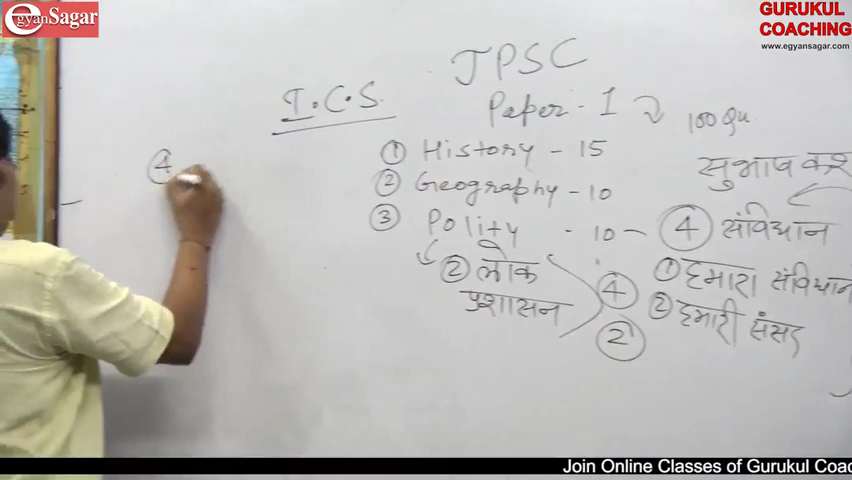 egyanSagar
GURUKUL
COACHING
www.egyansagar.com
JPSC
I.C.S.
Paper - 1
100 Qu
① History - 15
② Geography - 10
③ Polity - 10 -
④ संविधान
सुभाष कश
② लोक
प्रशासन
④
②
① हमारा संविधान
② हमारी संसद
④
Join Online Classes of Gurukul Coac